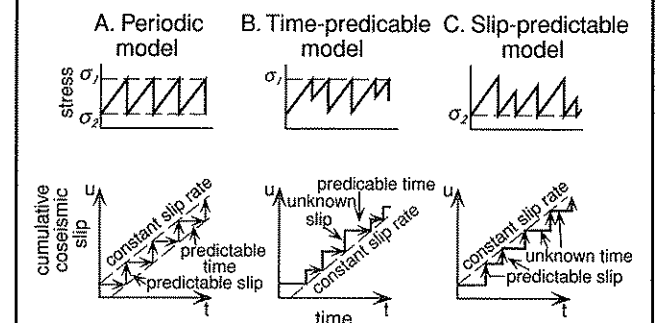 A. Periodic model
B. Time-predicable model
C. Slip-predictable model
stress
σ₁
σ₂
σ₁
σ₂
cumulative coseismic slip
u
constant slip rate
predictable time
predictable slip
t
u
predicable time
unknown slip
constant slip rate
t
time
u
constant slip rate
unknown time
predictable slip
t